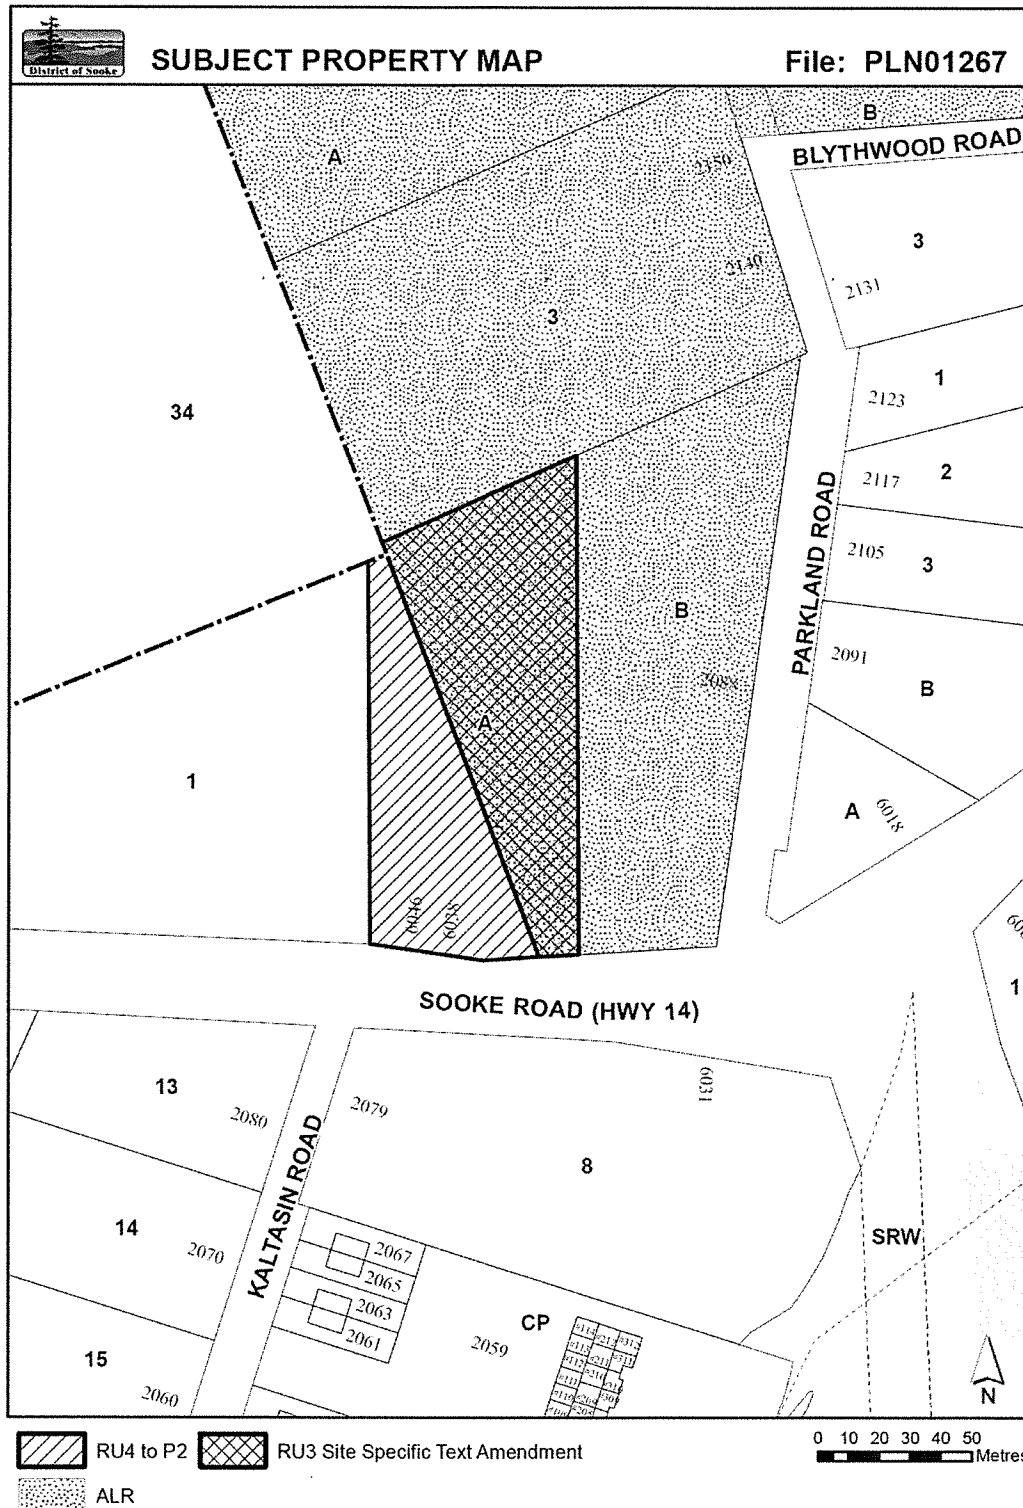 District of Sooke
SUBJECT PROPERTY MAP
File: PLN01267
B
BLYTHWOOD ROAD
A
2150
3
2140
2131
3
34
1
2123
2
2117
PARKLAND ROAD
2105
3
B
2091
B
2088
A
1
A
6018
6046
6038
1
SOOKE ROAD (HWY 14)
13
2080
2079
6031
8
KALTASIN ROAD
14
2070
2067
2065
2063
2061
SRW
CP
2059
15
2060
N
RU4 to P2
RU3 Site Specific Text Amendment
0 10 20 30 40 50
Metres
ALR